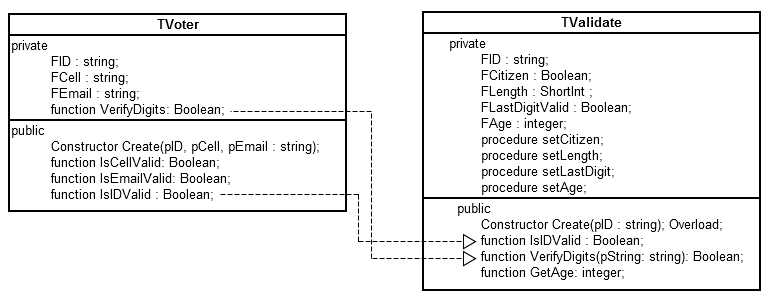 TVoter
private
FID : string;
FCell : string;
FEmail : string;
function VerifyDigits: Boolean;
public
Constructor Create(pID, pCell, pEmail : string);
function IsCellValid: Boolean;
function IsEmailValid: Boolean;
function IsIDValid : Boolean;
TValidate
private
FID : string;
FCitizen : Boolean;
FLength : ShortInt ;
FLastDigitValid : Boolean;
FAge : integer;
procedure setCitizen;
procedure setLength;
procedure setLastDigit;
procedure setAge;
public
Constructor Create(pID : string); Overload;
function IsIDValid : Boolean;
function VerifyDigits(pString: string): Boolean;
function GetAge: integer;